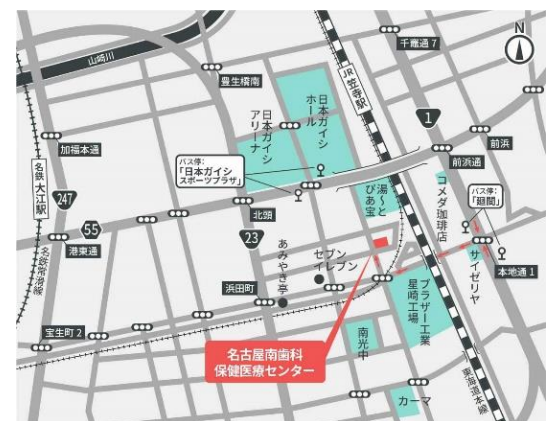 N
千竈通7
山崎川
豊生橋南
JR
笠寺駅
日本ガイシ
ホール
日本ガイシ
アリーナ
1
加福本通
前浜
前浜通
バス停:
「日本ガイシ
スポーツプラザ」
名鉄 大江駅
247
55
北頭
湯〜と
ぴあ宝
コメダ珈琲店
バス停:
「廻間」
港東通
23
あみやき亭
セブン
イレブン
サイゼリヤ
本地通1
名鉄常滑線
浜田町
ブラザー工業
星崎工場
宝生町2
名古屋南歯科
保健医療センター
南光中
東海道本線
カーマ